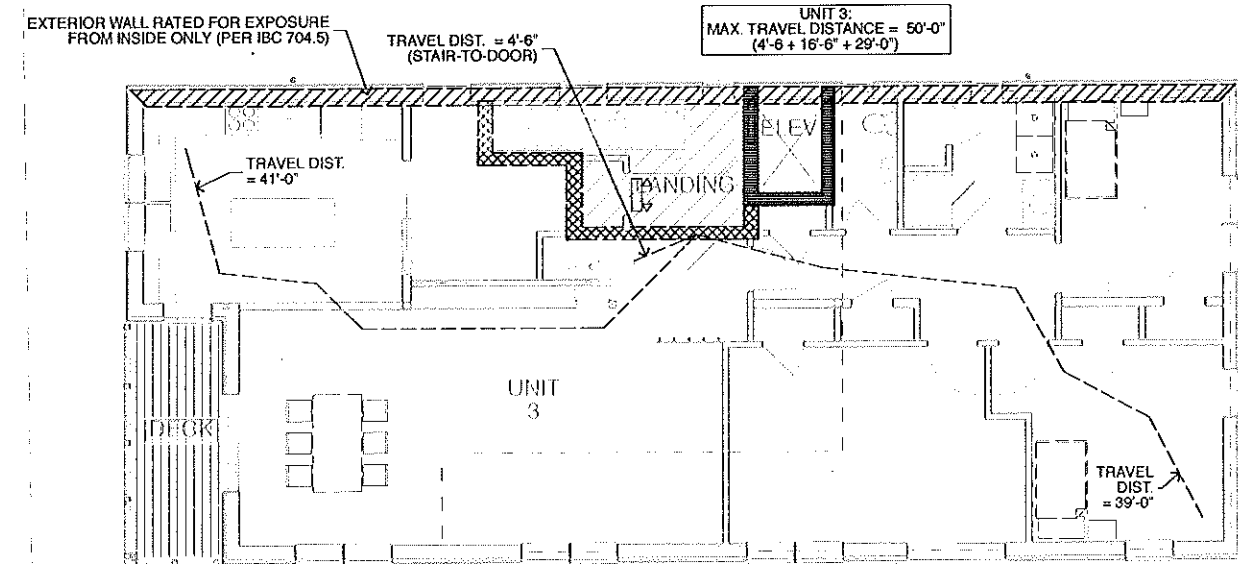 EXTERIOR WALL RATED FOR EXPOSURE
FROM INSIDE ONLY (PER IBC 704.5)
TRAVEL DIST. = 4'-6"
(STAIR-TO-DOOR)
UNIT 3:
MAX. TRAVEL DISTANCE = 50'-0"
(4'-6 + 16'-6" + 29'-0")
TRAVEL DIST.
= 41'-0"
ELEV
LANDING
UNIT
3
DECK
TRAVEL
DIST.
= 39'-0"